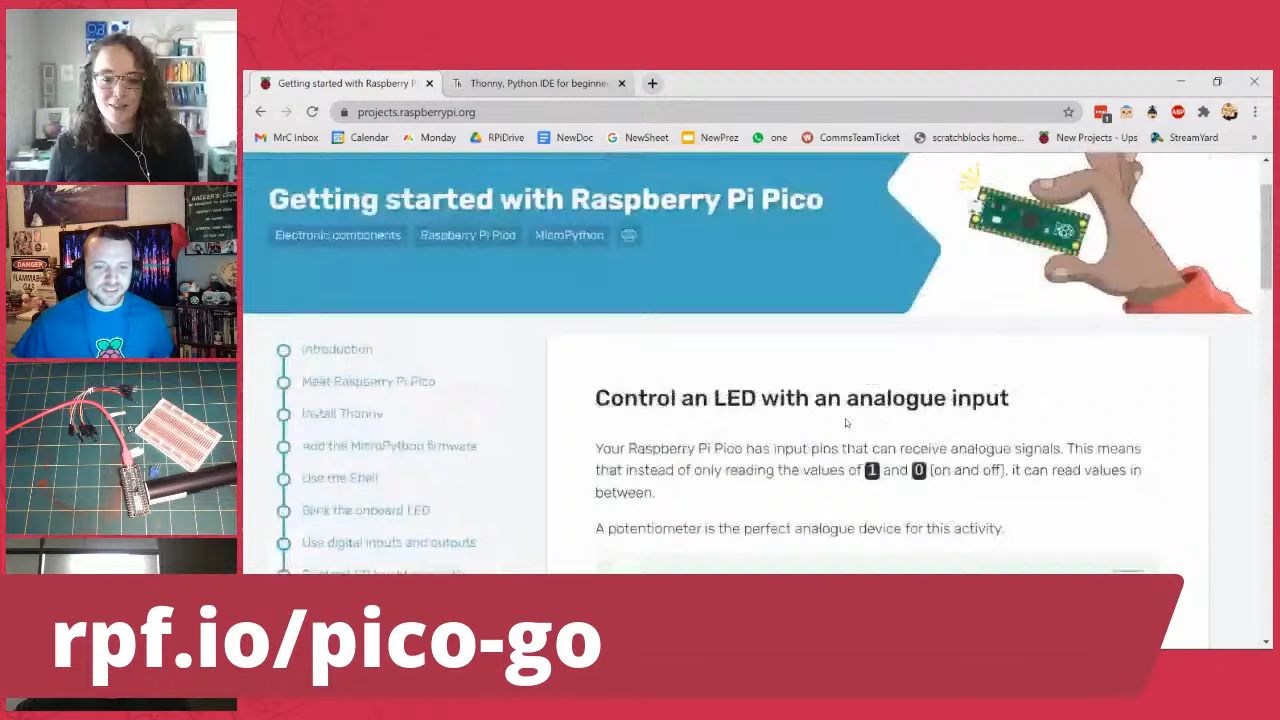 HACKER'S CODE
DANGER
FLAMMABLE
GAS
Getting started with Raspberry P
Thonny, Python IDE for beginne
projects.raspberrypi.org
MrC Inbox
Calendar
Monday
RPiDrive
NewDoc
NewSheet
NewPrez
one
CommsTeamTicket
scratchblocks home...
New Projects - Ups
StreamYard
»
Getting started with Raspberry Pi Pico
Electronic components
Raspberry Pi Pico
MicroPython
Introduction
Meet Raspberry Pi Pico
Install Thonny
Add the MicroPython firmware
Use the Shell
Blink the onboard LED
Use digital inputs and outputs
Control an LED with an analogue input
Your Raspberry Pi Pico has input pins that can receive analogue signals. This means
that instead of only reading the values of 1 and 0 (on and off), it can read values in
between.
A potentiometer is the perfect analogue device for this activity.
rpf.io/pico-go